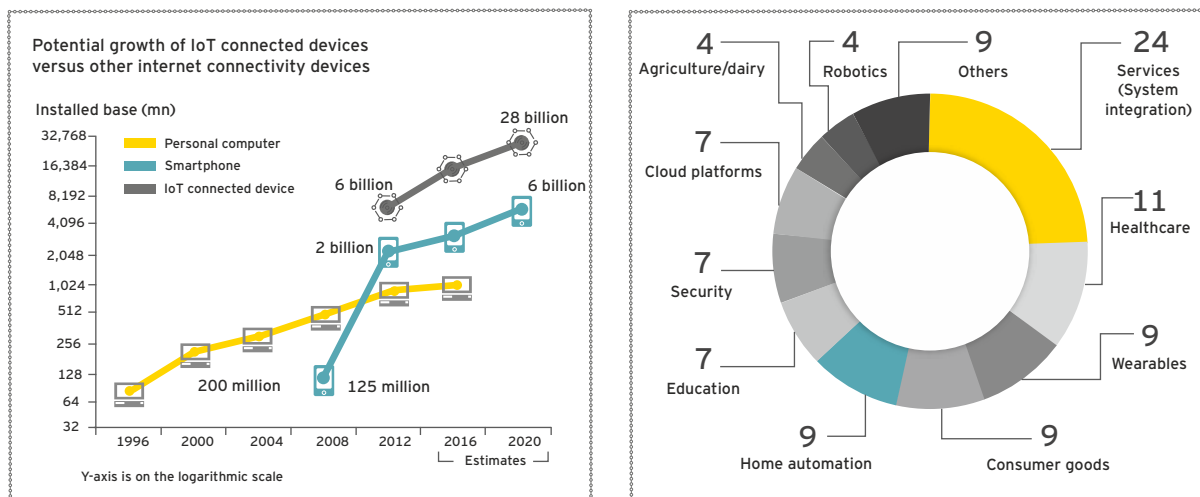 Potential growth of IoT connected devices
versus other internet connectivity devices
Installed base (mn)
32,768
16,384
8,192
4,096
2,048
1,024
512
256
128
64
32
Personal computer
Smartphone
IoT connected device
28 billion
6 billion
6 billion
2 billion
200 million
125 million
1996
2000
2004
2008
2012
2016
2020
Estimates
Y-axis is on the logarithmic scale
4
Agriculture/dairy
4
Robotics
9
Others
24
Services
(System
integration)
7
Cloud platforms
11
Healthcare
7
Security
9
Wearables
7
Education
9
Home automation
9
Consumer goods